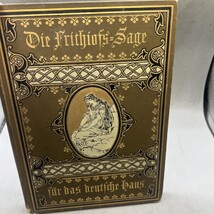 Die Frithjofs-Sage
für das deutsche Haus